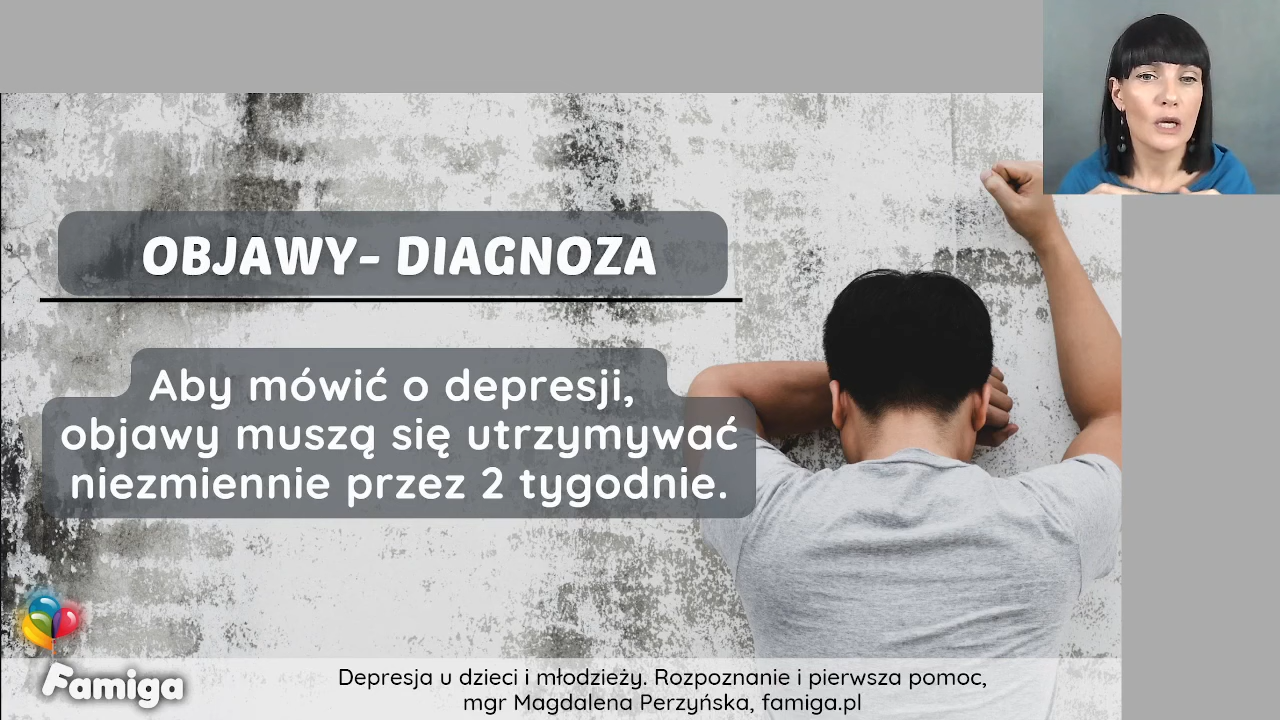 OBJAWY- DIAGNOZA
Aby mówić o depresji,
objawy muszą się utrzymywać
niezmiennie przez 2 tygodnie.
Famiga
Depresja u dzieci i młodzieży. Rozpoznanie i pierwsza pomoc,
mgr Magdalena Perzyńska, famiga.pl